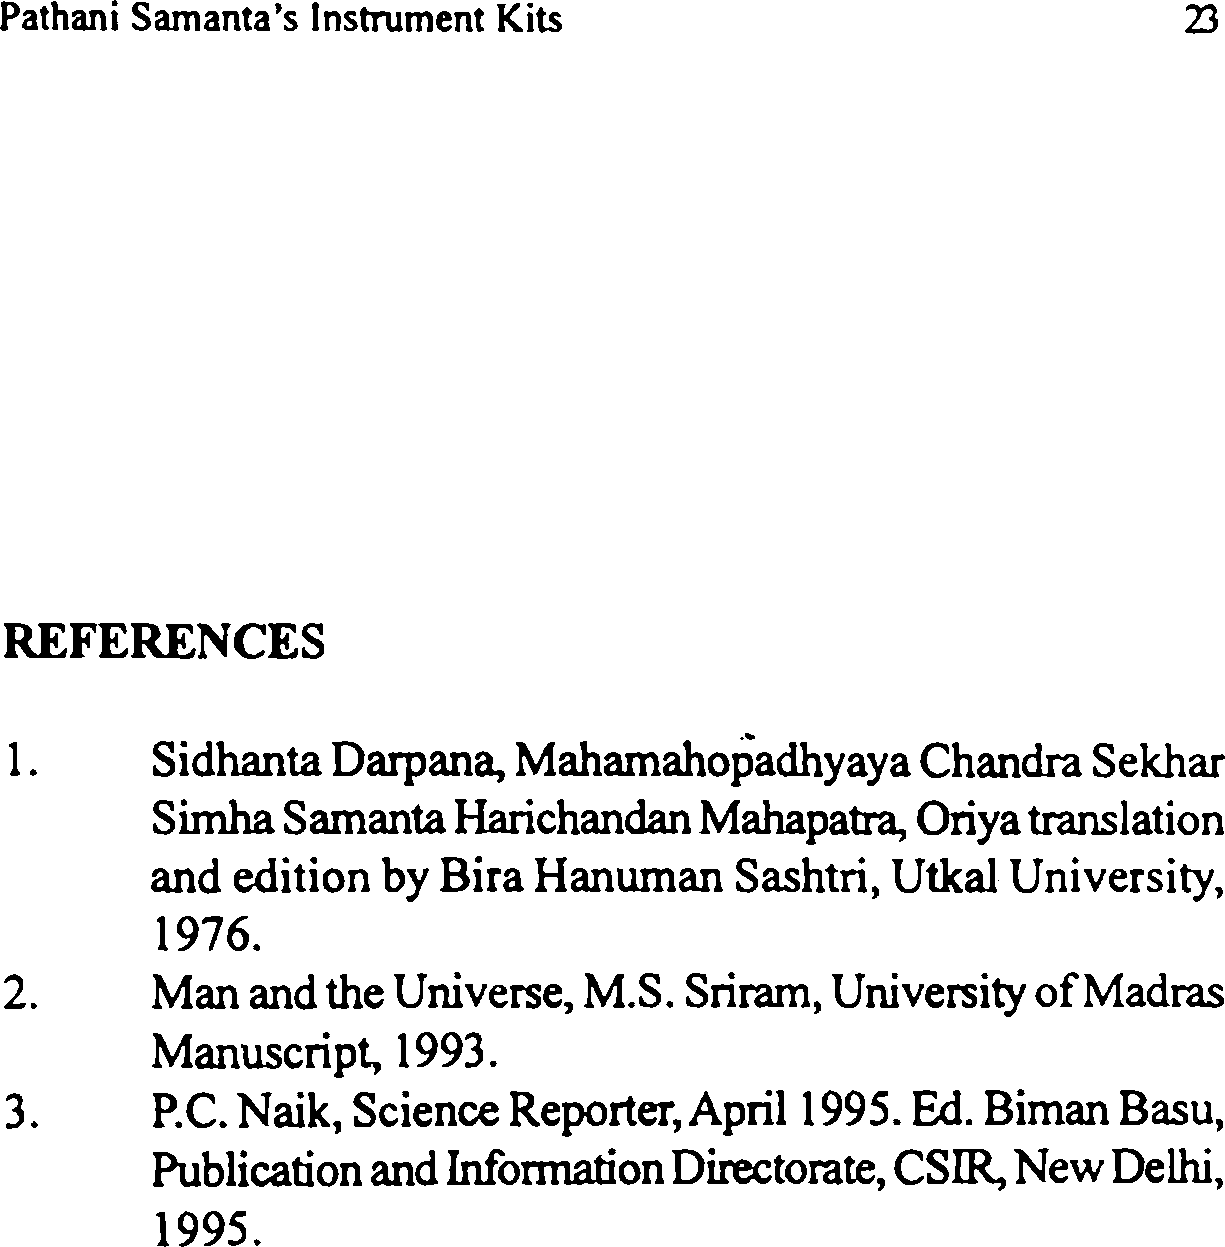 Pathani Samanta's Instrument Kits 23
REFERENCES
1. Sidhanta Darpana, Mahamahopadhyaya Chandra Sekhar
Simha Samanta Harichandan Mahapatra, Oriya translation
and edition by Bira Hanuman Sashtri, Utkal University,
1976.
2. Man and the Universe, M.S. Sriram, University of Madras
Manuscript, 1993.
3. P.C. Naik, Science Reporter, April 1995. Ed. Biman Basu,
Publication and Information Directorate, CSIR, New Delhi,
1995.